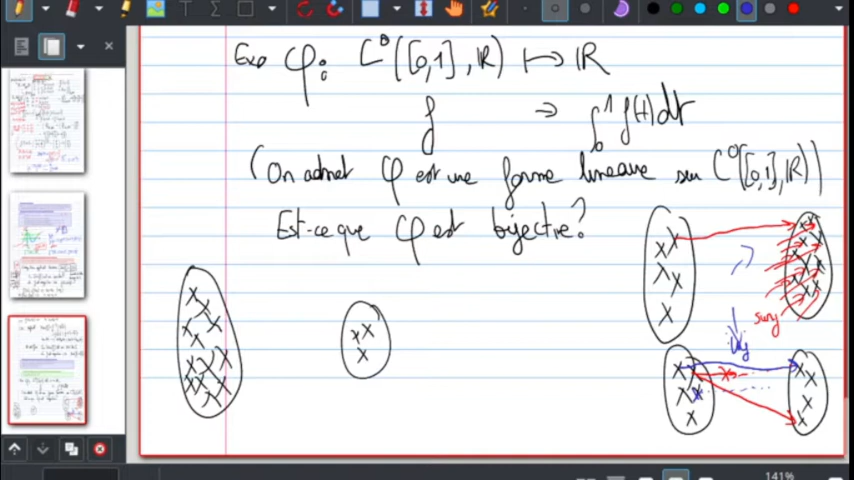 Exo φ: C⁰([0,1], ℝ) ↦ ℝ
f → ∫₀¹ f(t)dt
(On admet φ est une forme linéaire sur C⁰([0,1], ℝ))
Est-ce que φ est bijective?
surj
inj
141%